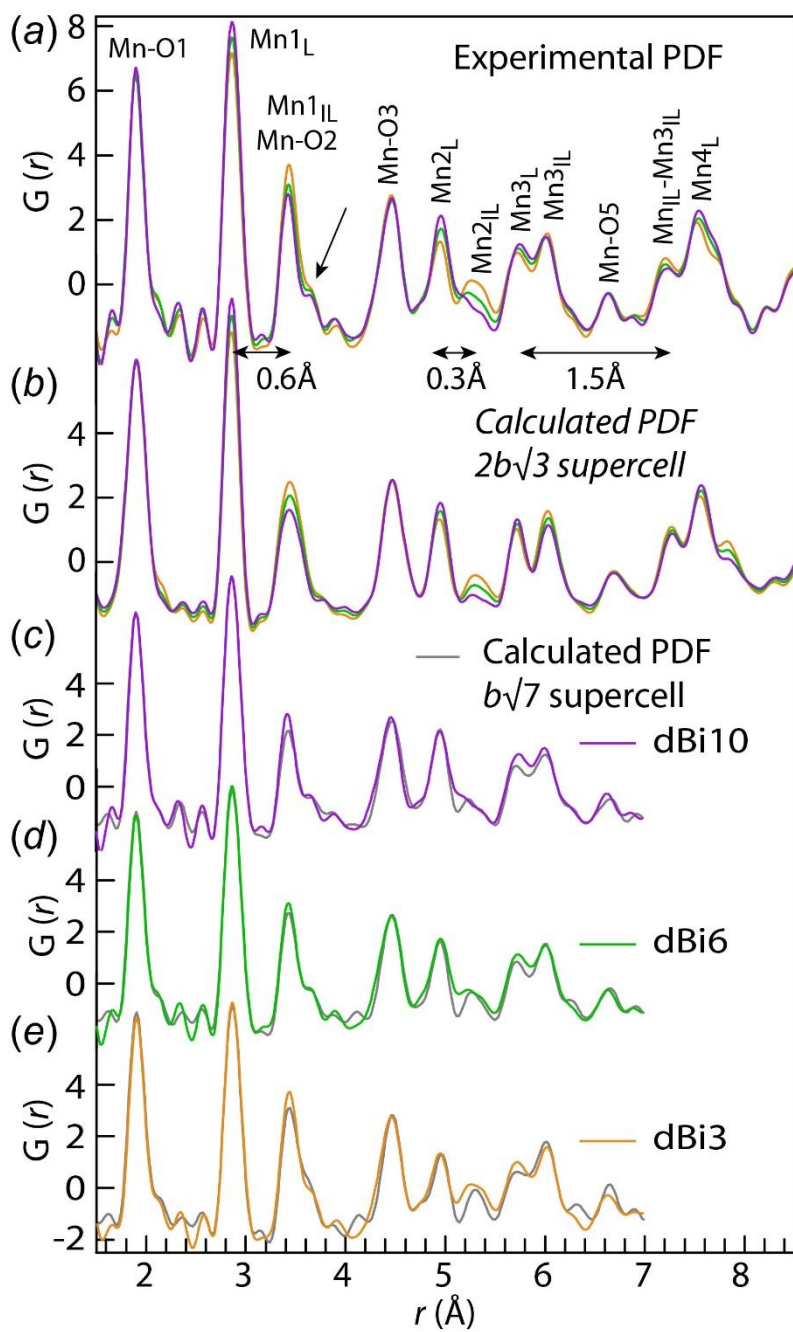 (a)
8
6
4
2
0
G (r)
Mn-O1
Mn1L
Mn1IL
Mn-O2
Experimental PDF
Mn-O3
Mn2L
Mn2IL
Mn3L
Mn3IL
Mn-O5
MnIL-Mn3IL
Mn4L
0.6Å
0.3Å
1.5Å
(b)
4
2
0
G (r)
Calculated PDF
2b√3 supercell
(c)
4
2
0
G (r)
Calculated PDF
b√7 supercell
dBi10
(d)
4
2
0
G (r)
dBi6
(e)
4
2
0
-2
G (r)
dBi3
2 3 4 5 6 7 8
r (Å)